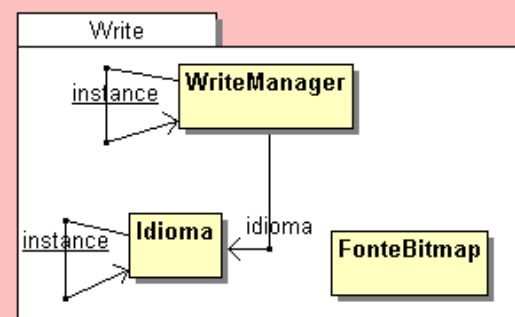 Write
WriteManager
instance
Idioma
idioma
instance
FonteBitmap